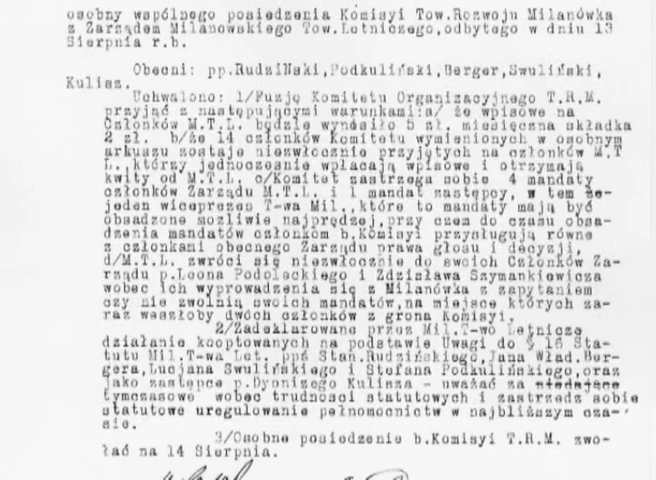 osobny wspólnego posiedzenia Komisyi Tow.Rozwoju Milanówka
z Zarządem Milanowskiego Tow.Letniczego,odbytego w dniu 13
Sierpnia r.b.
Obecni: pp.RudziNski,Podkuliński,Berger,Swuliński,
Kulisz.
Uchwalono: 1/Fuzję Komitetu Organizacyjnego T.R.M.
przyjąć z następującymi warunkami:a/ że wpisowe na
Członków M.T.L. będzie wynosiło 5 zł. miesięczna składka
2 zł. b/że 14 członków Komitetu wymienionych w osobnym
arkuszu zostaje niezwłocznie przyjętych na członków M.T
L., którzy jednocześnie wpłacają wpisowe i otrzymają
kwity od M.T.L. c/Komitet zastrzega sobie 4 mandaty
członków Zarządu M.T.L. i 1 mandat zastępcy, w tem
jeden wiceprezes T-wa Mil.,które to mandaty mają być
obsadzone możliwie najprędzej,przy czem do czasu obsa-
dzenia mandatów członkom b.Komisyi przysługują równe
z członkami obecnego Zarządu prawa głosu i decyzji,
d/M.T.L. zwróci się niezwłocznie do swoich Członków Za-
rządu p.Leona Podolackiego i Zdzisława Szymankiewicza
wobec ich wyprowadzenia się z Milanówka z zapytaniem
czy nie zwolnią swoich mandatów,na miejsce których za-
raz weszłoby dwóch członków z grona Komisyi.
2/Zadeklarowane przez Mil.T-wo Letnicze
działanie kooptowanych na podstawie Uwagi do § 16 Sta-
tutu Mil.T-wa Let. ppś Stan.Rudzińskiego,Jana Wład.Ber-
gera,Lucjana Swulińskiego i Stefana Podkulińskiego,oraz
jako zastępcę p.Dyonizego Kulisza - uważać za
tymczasowe wobec trudności statutowych i zastrzedz sobie
statutowe uregulowanie pełnomocnictw w najbliższym cza-
sie.
3/Osobne posiedzenie b.Komisyi T.R.M. zwo-
łać na 14 Sierpnia.